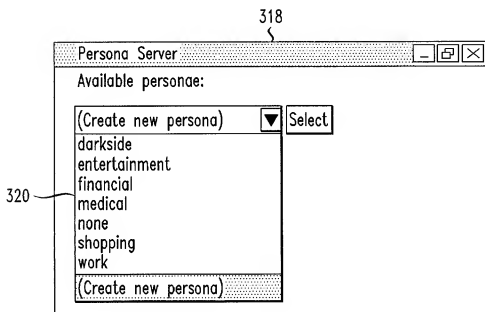 318
Persona Server
Available personae:
(Create new persona) Select
darkside
entertainment
financial
320 medical
none
shopping
work
(Create new persona)